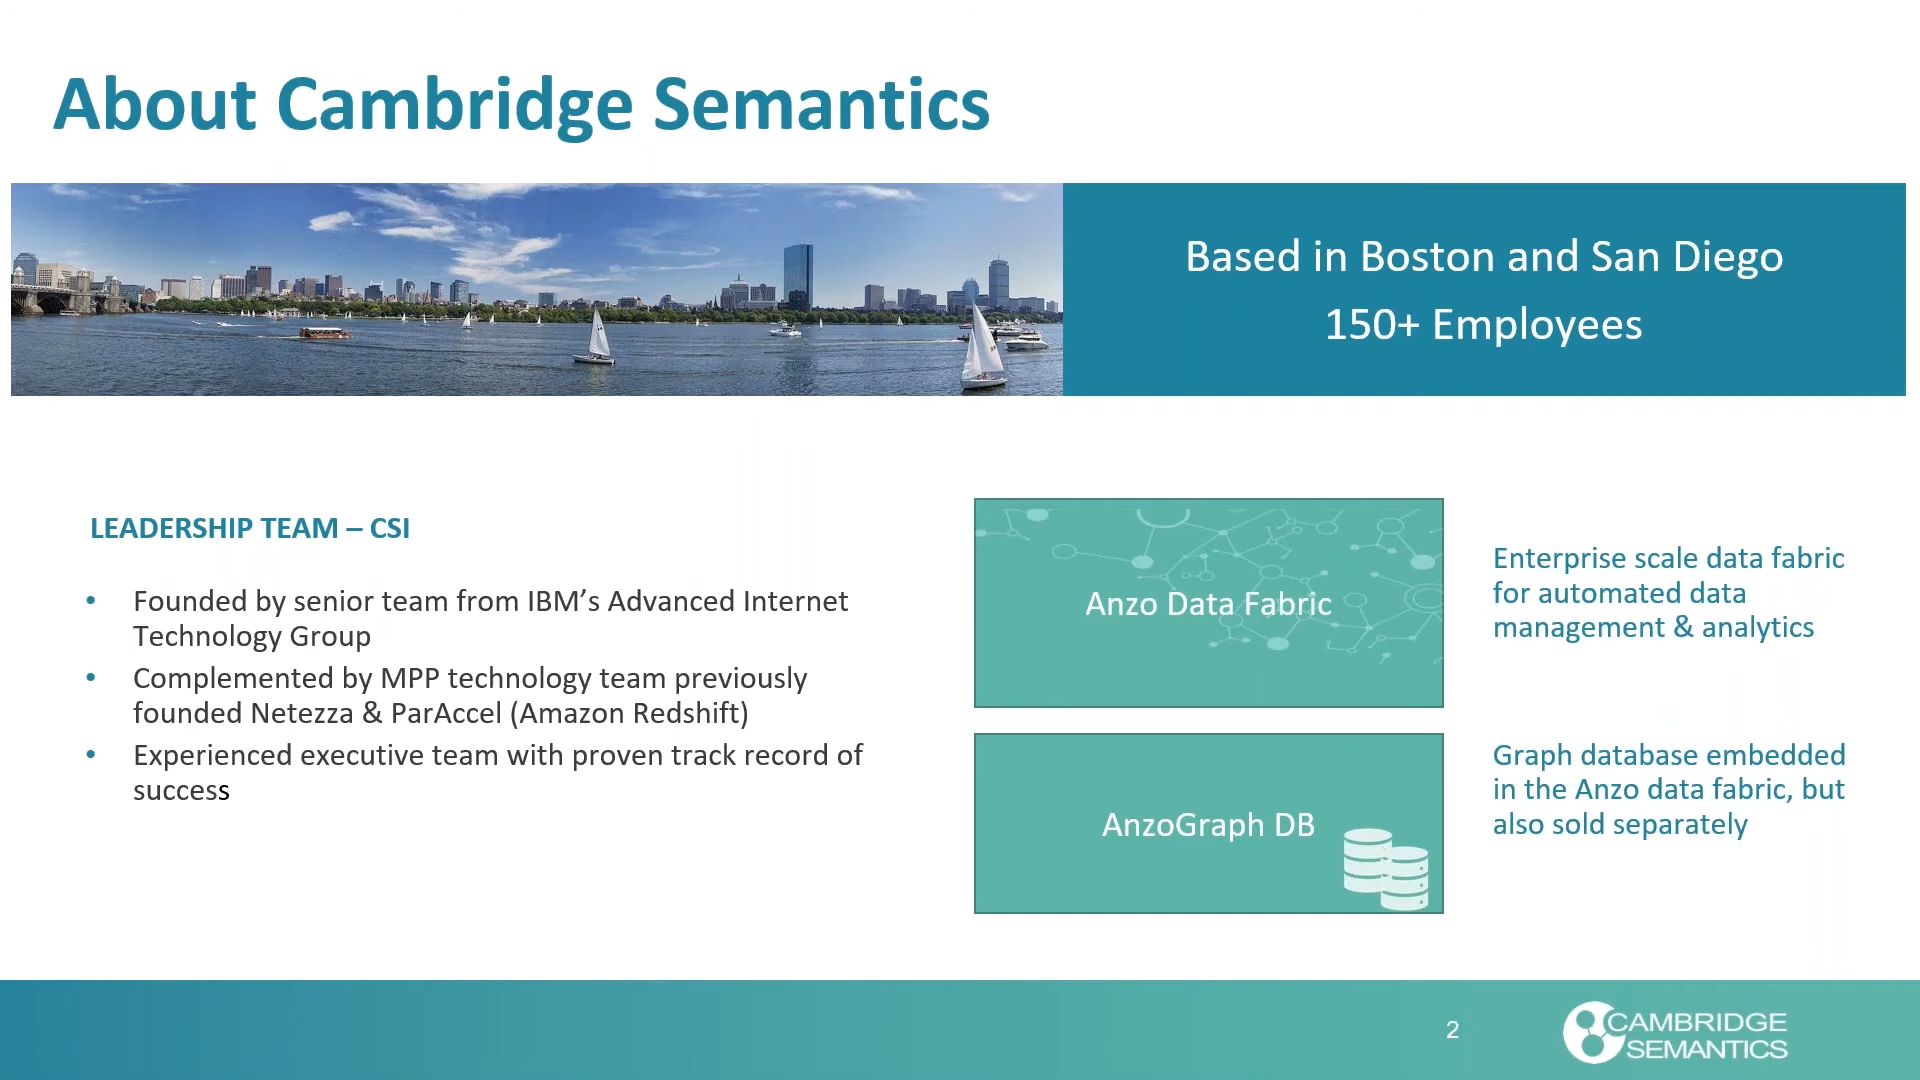 About Cambridge Semantics
Based in Boston and San Diego
150+ Employees
LEADERSHIP TEAM – CSI
• Founded by senior team from IBM’s Advanced Internet
Technology Group
• Complemented by MPP technology team previously
founded Netezza & ParAccel (Amazon Redshift)
• Experienced executive team with proven track record of
success
Anzo Data Fabric
Enterprise scale data fabric
for automated data
management & analytics
AnzoGraph DB
Graph database embedded
in the Anzo data fabric, but
also sold separately
2
CAMBRIDGE
SEMANTICS